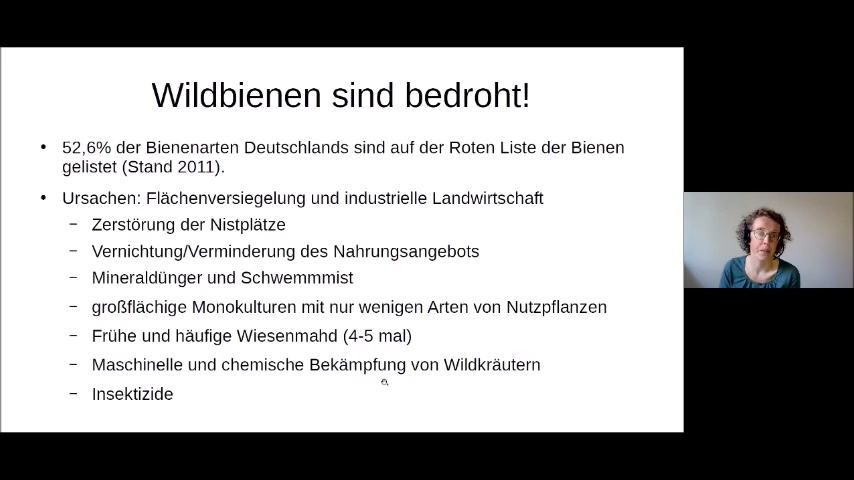 Wildbienen sind bedroht!
• 52,6% der Bienenarten Deutschlands sind auf der Roten Liste der Bienen
gelistet (Stand 2011).
• Ursachen: Flächenversiegelung und industrielle Landwirtschaft
– Zerstörung der Nistplätze
– Vernichtung/Verminderung des Nahrungsangebots
– Mineraldünger und Schwemmmist
– großflächige Monokulturen mit nur wenigen Arten von Nutzpflanzen
– Frühe und häufige Wiesenmahd (4-5 mal)
– Maschinelle und chemische Bekämpfung von Wildkräutern
– Insektizide